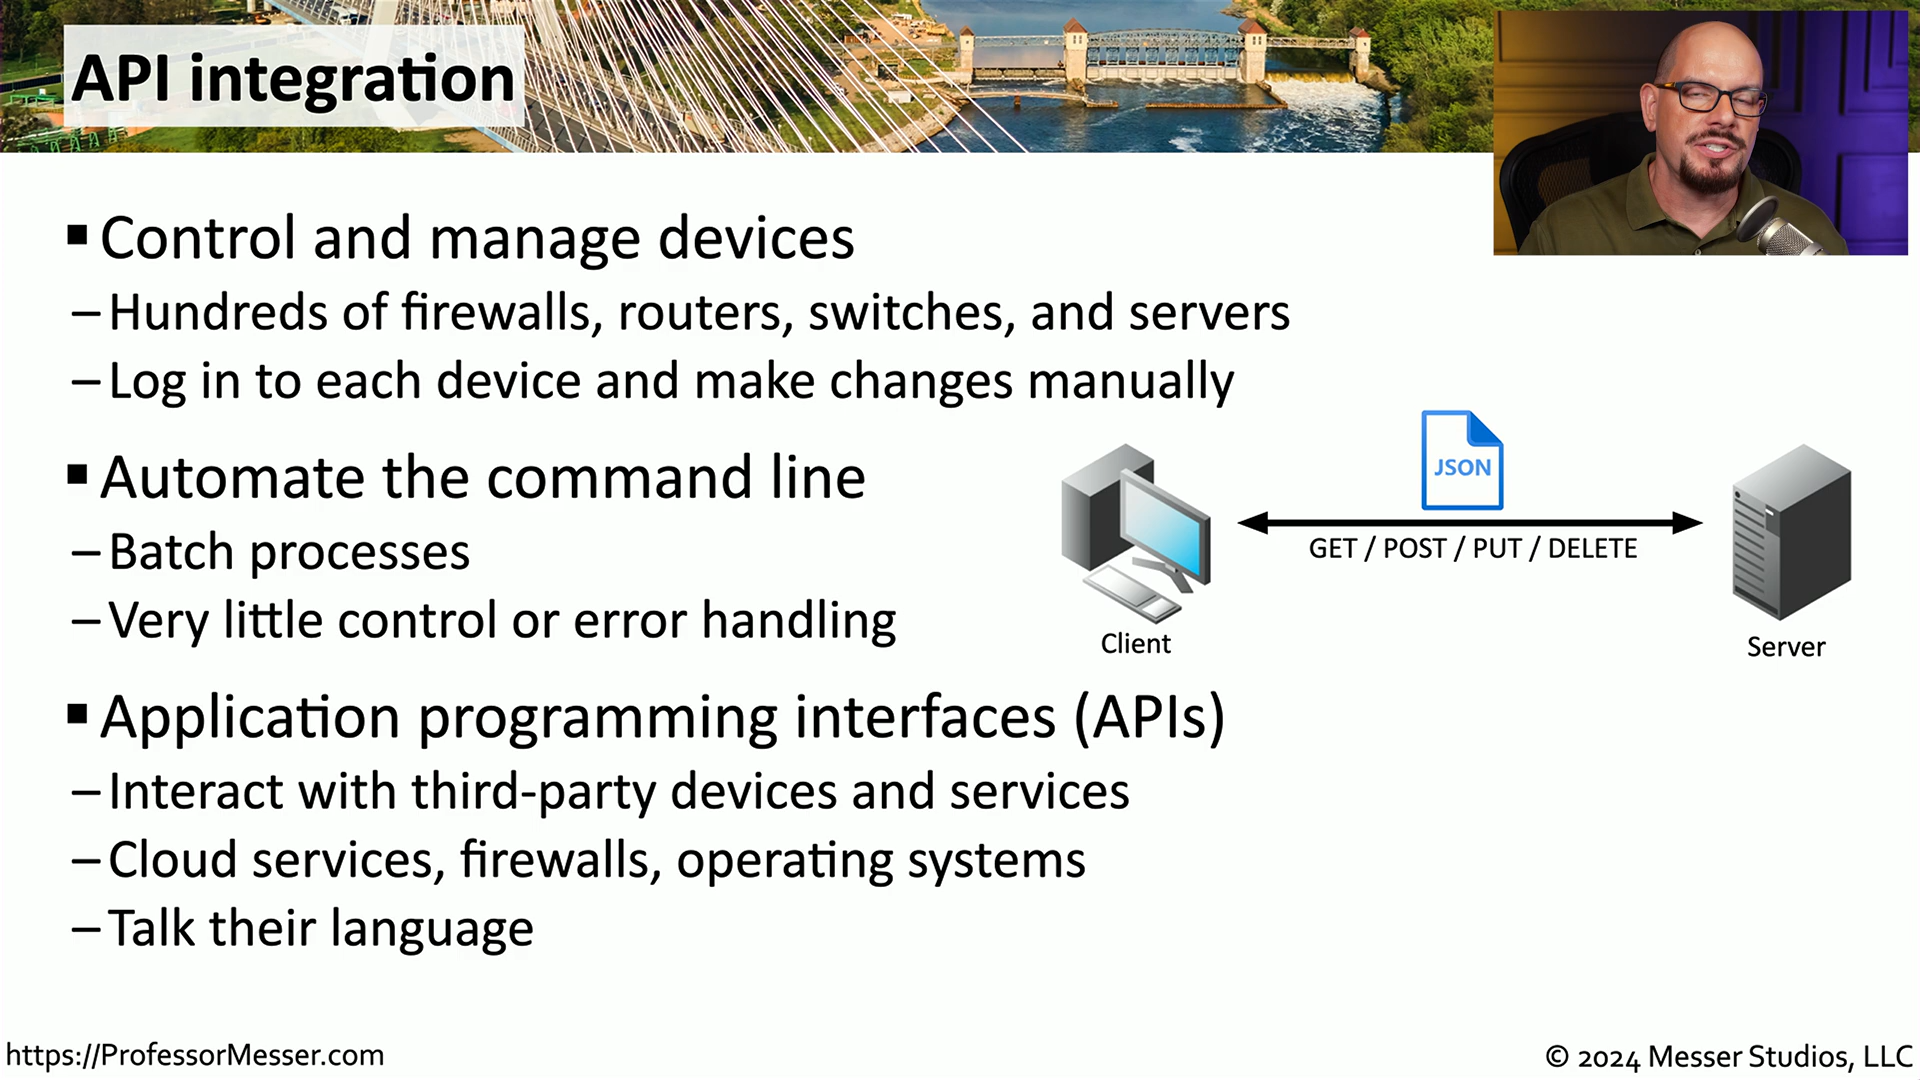 API integration
▪ Control and manage devices
– Hundreds of firewalls, routers, switches, and servers
– Log in to each device and make changes manually
▪ Automate the command line
– Batch processes
– Very little control or error handling
JSON
GET / POST / PUT / DELETE
Client
Server
▪ Application programming interfaces (APIs)
– Interact with third-party devices and services
– Cloud services, firewalls, operating systems
– Talk their language
https://ProfessorMesser.com
© 2024 Messer Studios, LLC